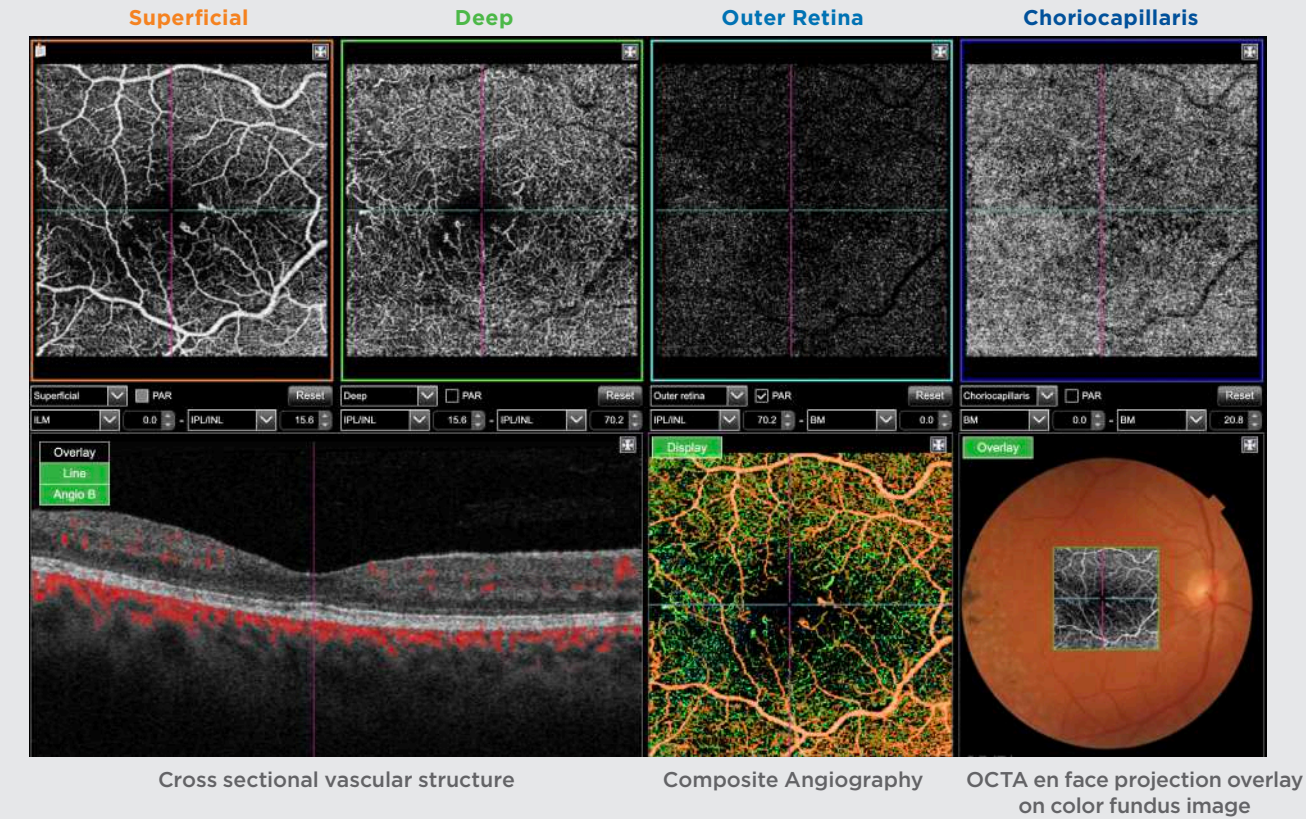 Superficial
Deep
Outer Retina
Choriocapillaris
Superficial PAR Reset
Deep PAR Reset
Outer retina PAR Reset
Choriocapillaris PAR Reset
ILM 0.0 - IPL/INL 15.6
IPL/INL 15.6 - IPL/INL 70.2
IPL/INL 70.2 - BM 0.0
BM 0.0 - BM 20.8
Overlay
Line
Angio B
Display
Overlay
Cross sectional vascular structure
Composite Angiography
OCTA en face projection overlay
on color fundus image